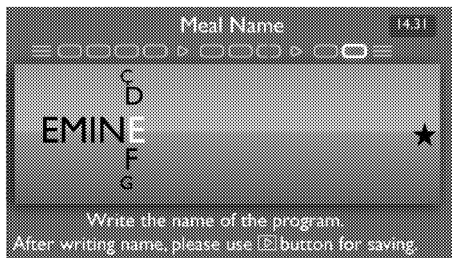 Meal Name
14.31
C
D
EMINE
F
G
Write the name of the program.
After writing name, please use button for saving.